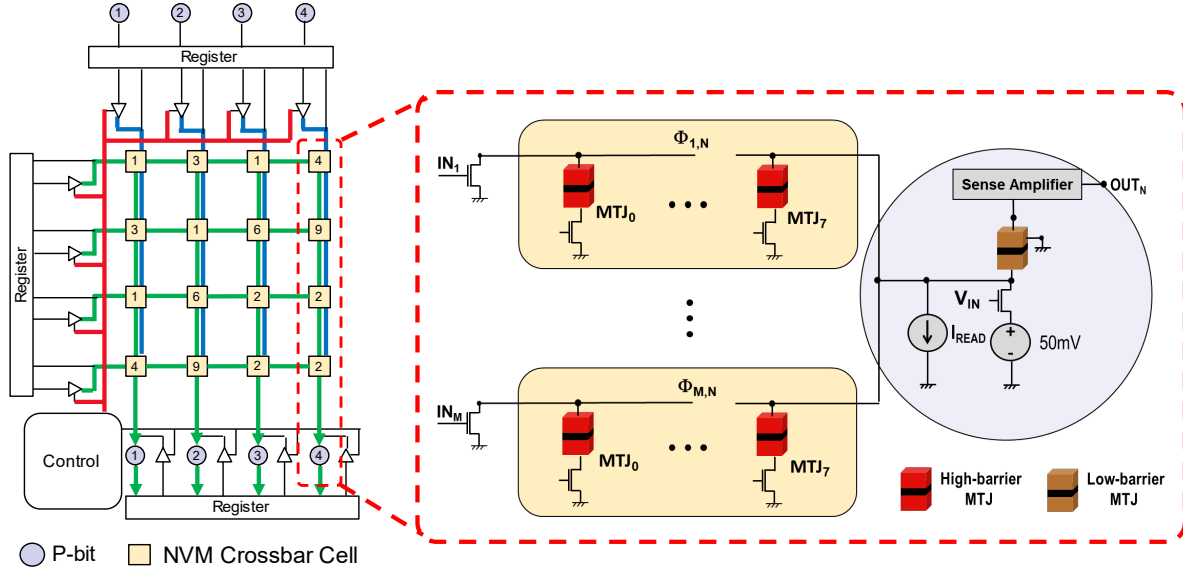 1 2 3 4
Register
Register
1 3 1 4
3 1 6 9
1 6 2 2
4 9 2 2
Control
1 2 3 4
Register
P-bit
NVM Crossbar Cell
Φ1,N
IN1
MTJ0
• • •
MTJ7
Sense Amplifier
OUTN
VIN
IREAD
+
-
50mV
ΦM,N
INM
MTJ0
• • •
MTJ7
High-barrier
MTJ
Low-barrier
MTJ